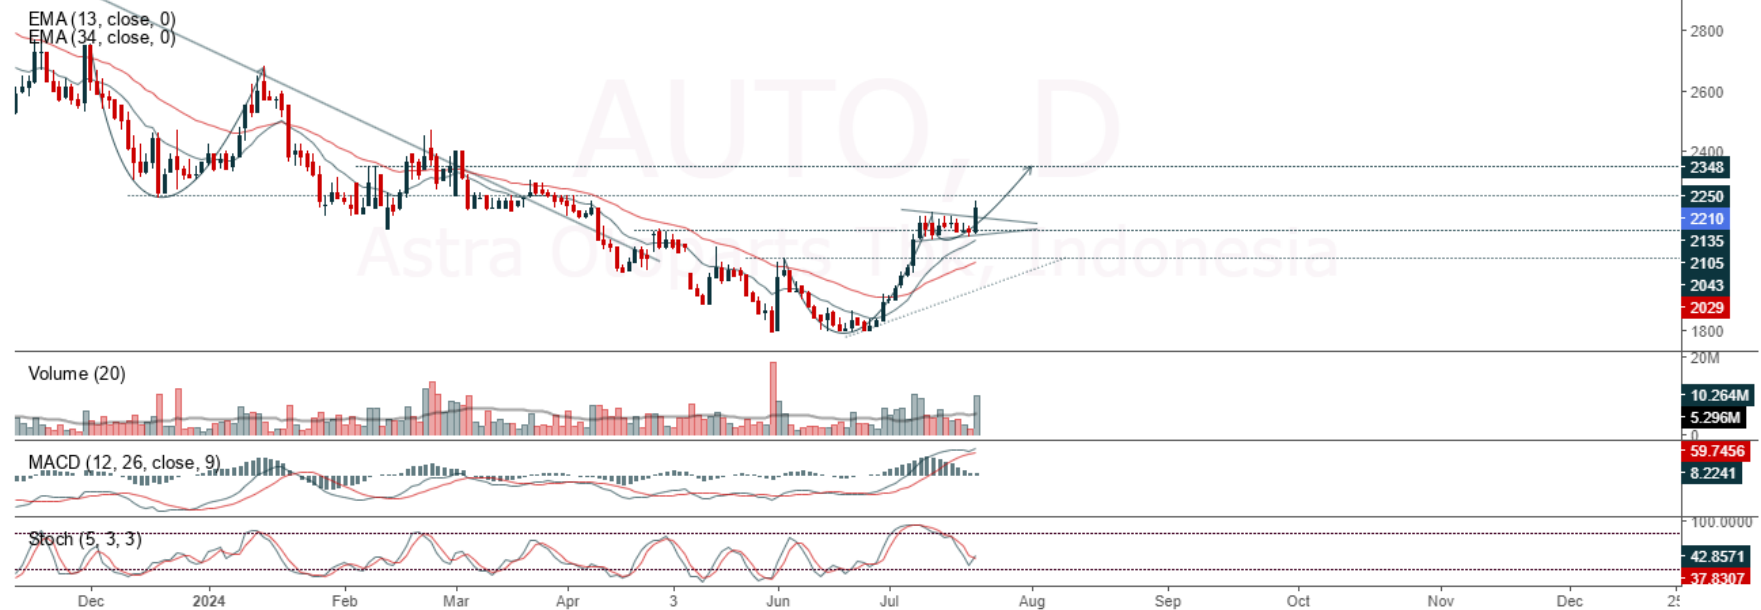 EMA (13, close, 0)
EMA (34, close, 0)
AUTO, D
Astra Otoparts Tbk, Indonesia
2800
2600
2400
2348
2250
2210
2135
2105
2043
2029
1800
Volume (20)
20M
10.264M
5.296M
0
MACD (12, 26, close, 9)
59.7456
8.2241
Stoch (5, 3, 3)
100.0000
42.8571
37.8307
Dec 2024 Feb Mar Apr 3 Jun Jul Aug Sep Oct Nov Dec